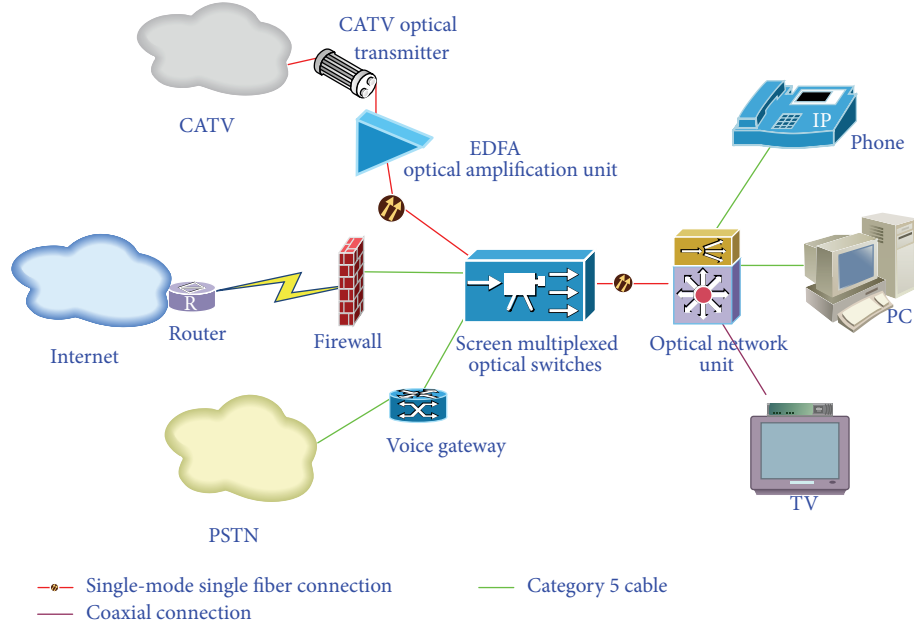 CATV optical
transmitter
CATV
EDFA
optical amplification unit
IP
Phone
R
Router
Internet
Firewall
Screen multiplexed
optical switches
Optical network
unit
PC
Voice gateway
PSTN
TV
Single-mode single fiber connection
Category 5 cable
Coaxial connection